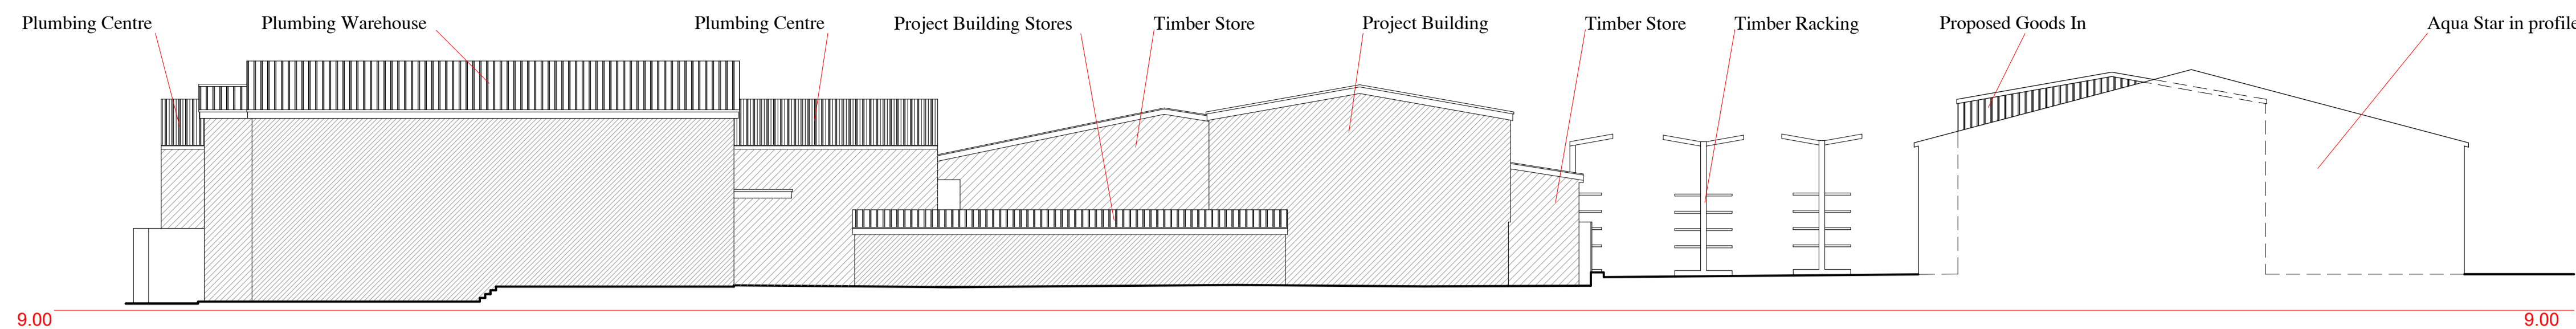 Plumbing Centre
Plumbing Warehouse
Plumbing Centre
Project Building Stores
Timber Store
Project Building
Timber Store
Timber Racking
Proposed Goods In
Aqua Star in profile
9.00
9.00